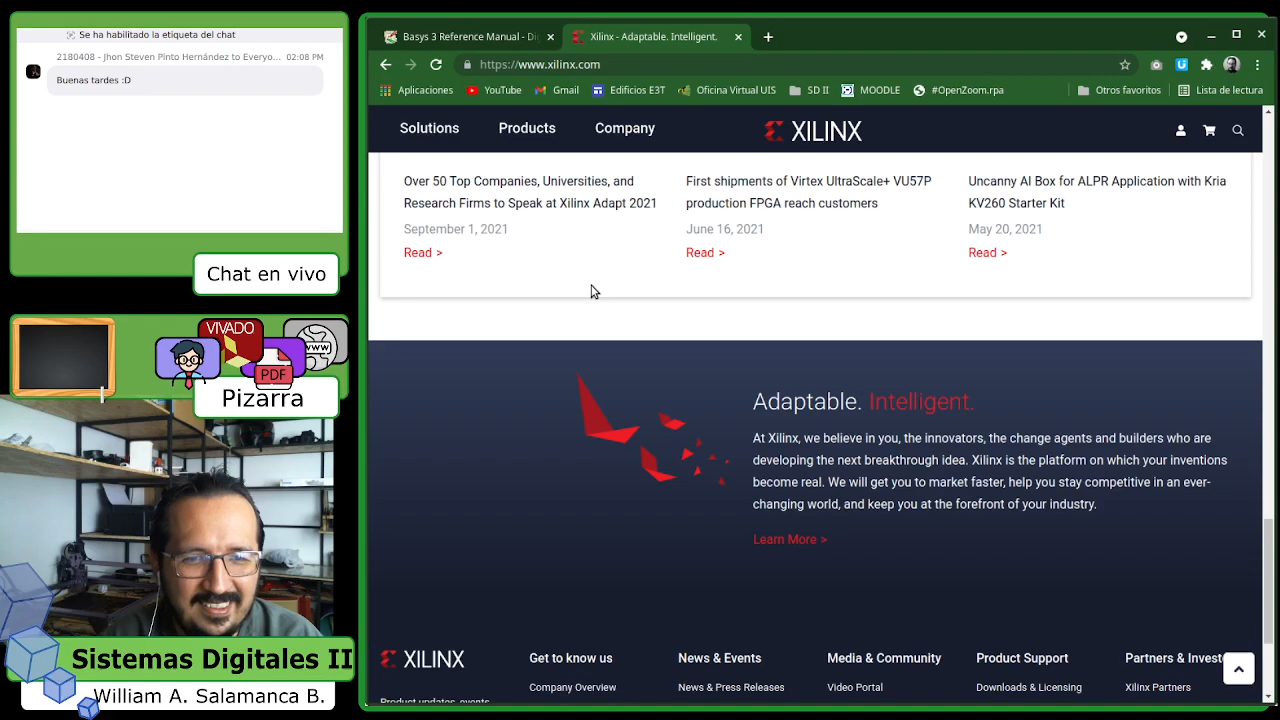 Se ha habilitado la etiqueta del chat
2180408 - Jhon Steven Pinto Hernández to Everyo... 02:08 PM
Buenas tardes :D
Chat en vivo
VIVADO
WWW
PDF
Pizarra
Sistemas Digitales II
William A. Salamanca B.
Basys 3 Reference Manual - Di
Xilinx - Adaptable. Intelligent.
https://www.xilinx.com
Aplicaciones YouTube Gmail Edificios E3T Oficina Virtual UIS SD II MOODLE #OpenZoom.rpa Otros favoritos Lista de lectura
Solutions Products Company XILINX
Over 50 Top Companies, Universities, and
Research Firms to Speak at Xilinx Adapt 2021
September 1, 2021
Read >
First shipments of Virtex UltraScale+ VU57P
production FPGA reach customers
June 16, 2021
Read >
Uncanny AI Box for ALPR Application with Kria
KV260 Starter Kit
May 20, 2021
Read >
Adaptable. Intelligent.
At Xilinx, we believe in you, the innovators, the change agents and builders who are
developing the next breakthrough idea. Xilinx is the platform on which your inventions
become real. We will get you to market faster, help you stay competitive in an ever-
changing world, and keep you at the forefront of your industry.
Learn More >
XILINX
Product updates, events
Get to know us
Company Overview
News & Events
News & Press Releases
Media & Community
Video Portal
Product Support
Downloads & Licensing
Partners & Investo
Xilinx Partners